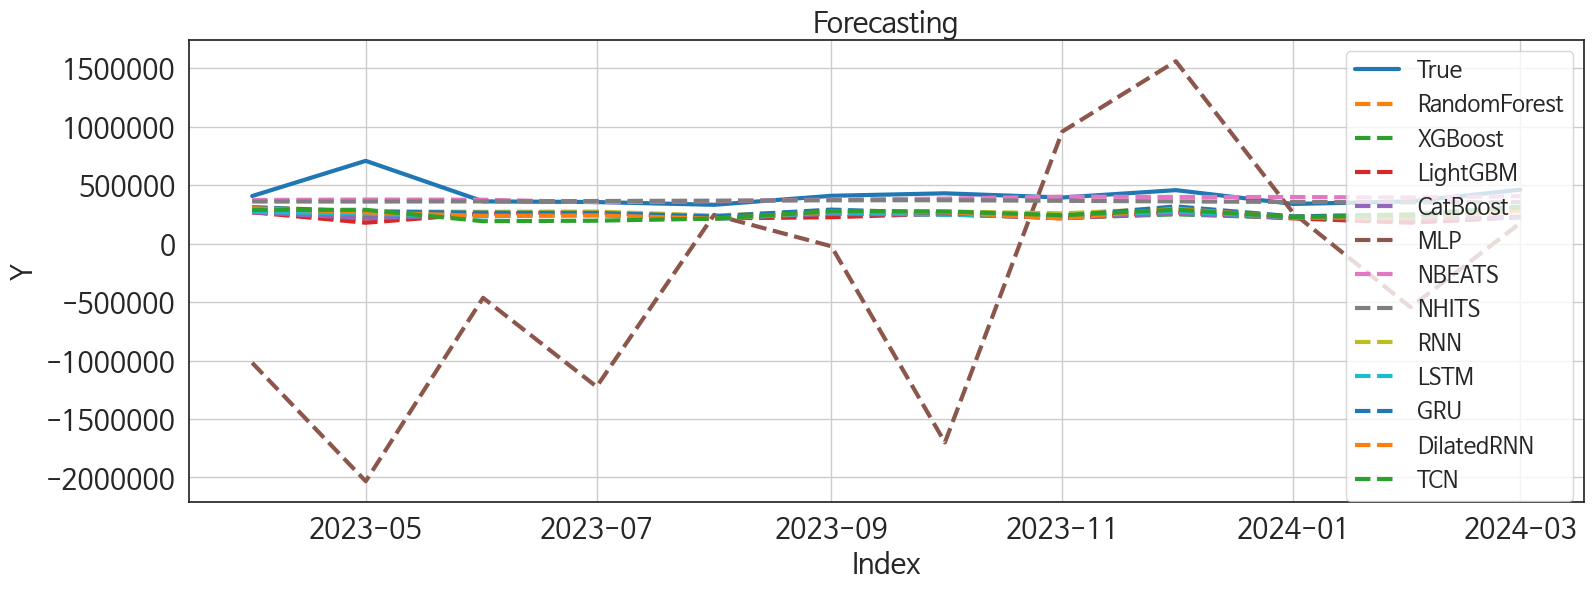 Forecasting
1500000
1000000
500000
0
−500000
−1000000
−1500000
−2000000
Y
2023−05
2023−07
2023−09
2023−11
2024−01
2024−03
Index
True
RandomForest
XGBoost
LightGBM
CatBoost
MLP
NBEATS
NHITS
RNN
LSTM
GRU
DilatedRNN
TCN